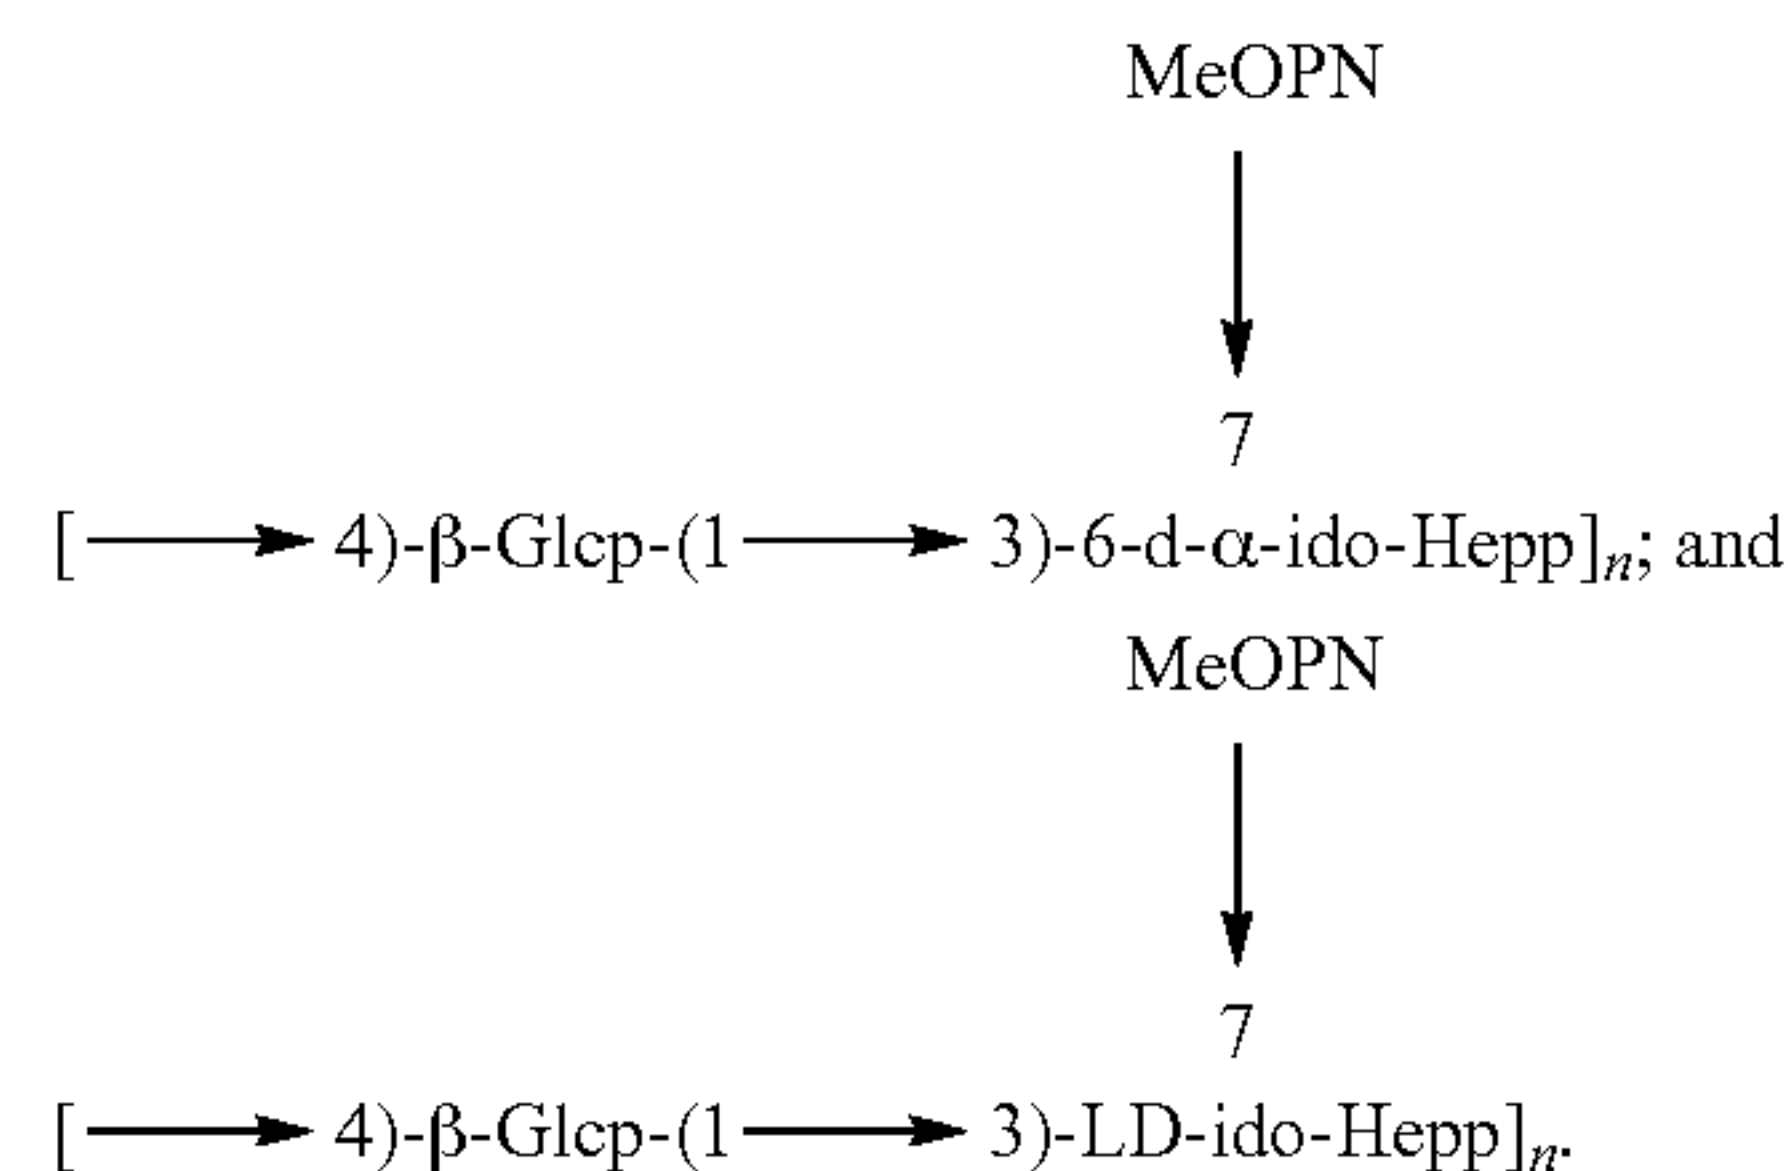 MeOPN
7
[ ⟶ 4)-β-Glcp-(1 ⟶ 3)-6-d-α-ido-Hepp]n; and
MeOPN
7
[ ⟶ 4)-β-Glcp-(1 ⟶ 3)-LD-ido-Hepp]n.